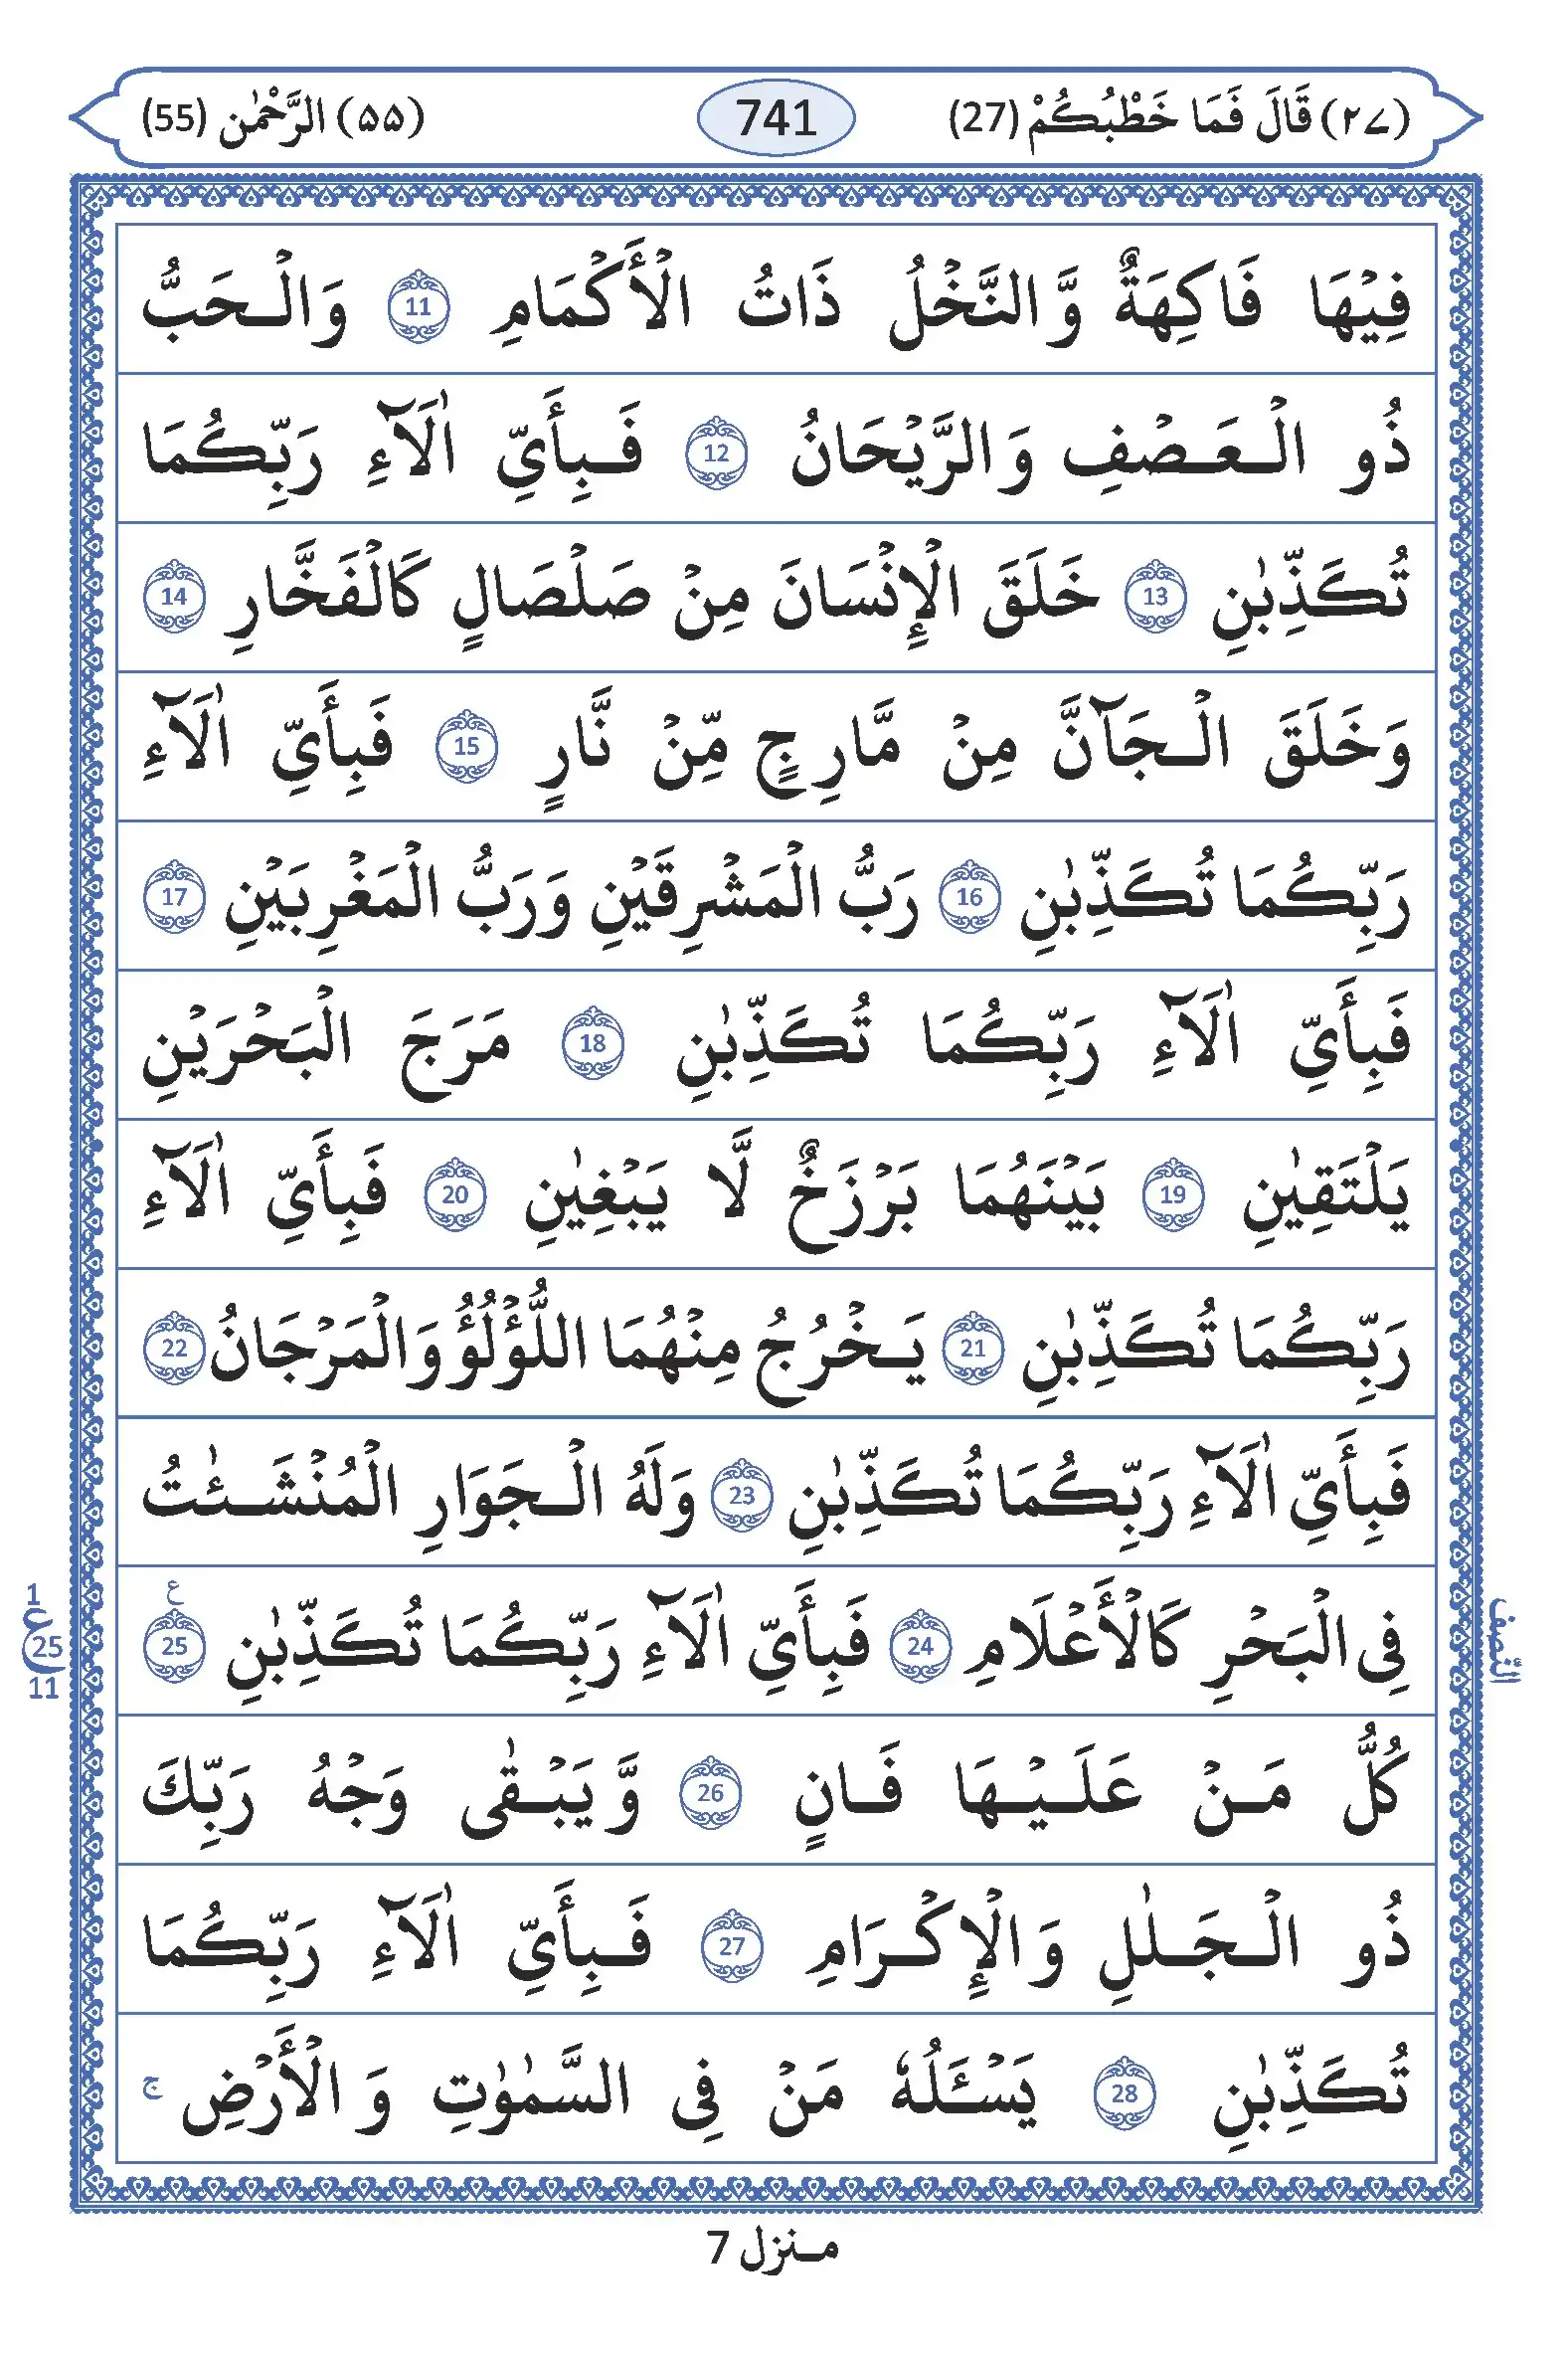 (۲۷) قَالَ فَمَا خَطْبُكُمْ (27) 741 (۵۵) الرَّحْمٰن (55)
فِيْهَا فَاكِهَةٌ وَّالنَّخْلُ ذَاتُ الْأَكْمَامِ 11 وَالْحَبُّ
ذُو الْعَصْفِ وَالرَّيْحَانُ 12 فَبِأَيِّ اٰلَآءِ رَبِّكُمَا
تُكَذِّبٰنِ 13 خَلَقَ الْإِنْسَانَ مِنْ صَلْصَالٍ كَالْفَخَّارِ 14
وَخَلَقَ الْجَآنَّ مِنْ مَّارِجٍ مِّنْ نَّارٍ 15 فَبِأَيِّ اٰلَآءِ
رَبِّكُمَا تُكَذِّبٰنِ 16 رَبُّ الْمَشْرِقَيْنِ وَرَبُّ الْمَغْرِبَيْنِ 17
فَبِأَيِّ اٰلَآءِ رَبِّكُمَا تُكَذِّبٰنِ 18 مَرَجَ الْبَحْرَيْنِ
يَلْتَقِيٰنِ 19 بَيْنَهُمَا بَرْزَخٌ لَّا يَبْغِيٰنِ 20 فَبِأَيِّ اٰلَآءِ
رَبِّكُمَا تُكَذِّبٰنِ 21 يَخْرُجُ مِنْهُمَا اللُّؤْلُؤُ وَالْمَرْجَانُ 22
فَبِأَيِّ اٰلَآءِ رَبِّكُمَا تُكَذِّبٰنِ 23 وَلَهُ الْجَوَارِ الْمُنْشَئٰتُ
فِى الْبَحْرِ كَالْأَعْلَامِ 24 فَبِأَيِّ اٰلَآءِ رَبِّكُمَا تُكَذِّبٰنِ 25 ع
1 ع 25 11
النصف
كُلُّ مَنْ عَلَيْهَا فَانٍ 26 وَّيَبْقٰى وَجْهُ رَبِّكَ
ذُو الْجَلٰلِ وَالْإِكْرَامِ 27 فَبِأَيِّ اٰلَآءِ رَبِّكُمَا
تُكَذِّبٰنِ 28 يَسْـَٔلُهٗ مَنْ فِى السَّمٰوٰتِ وَالْأَرْضِ ج
منزل 7